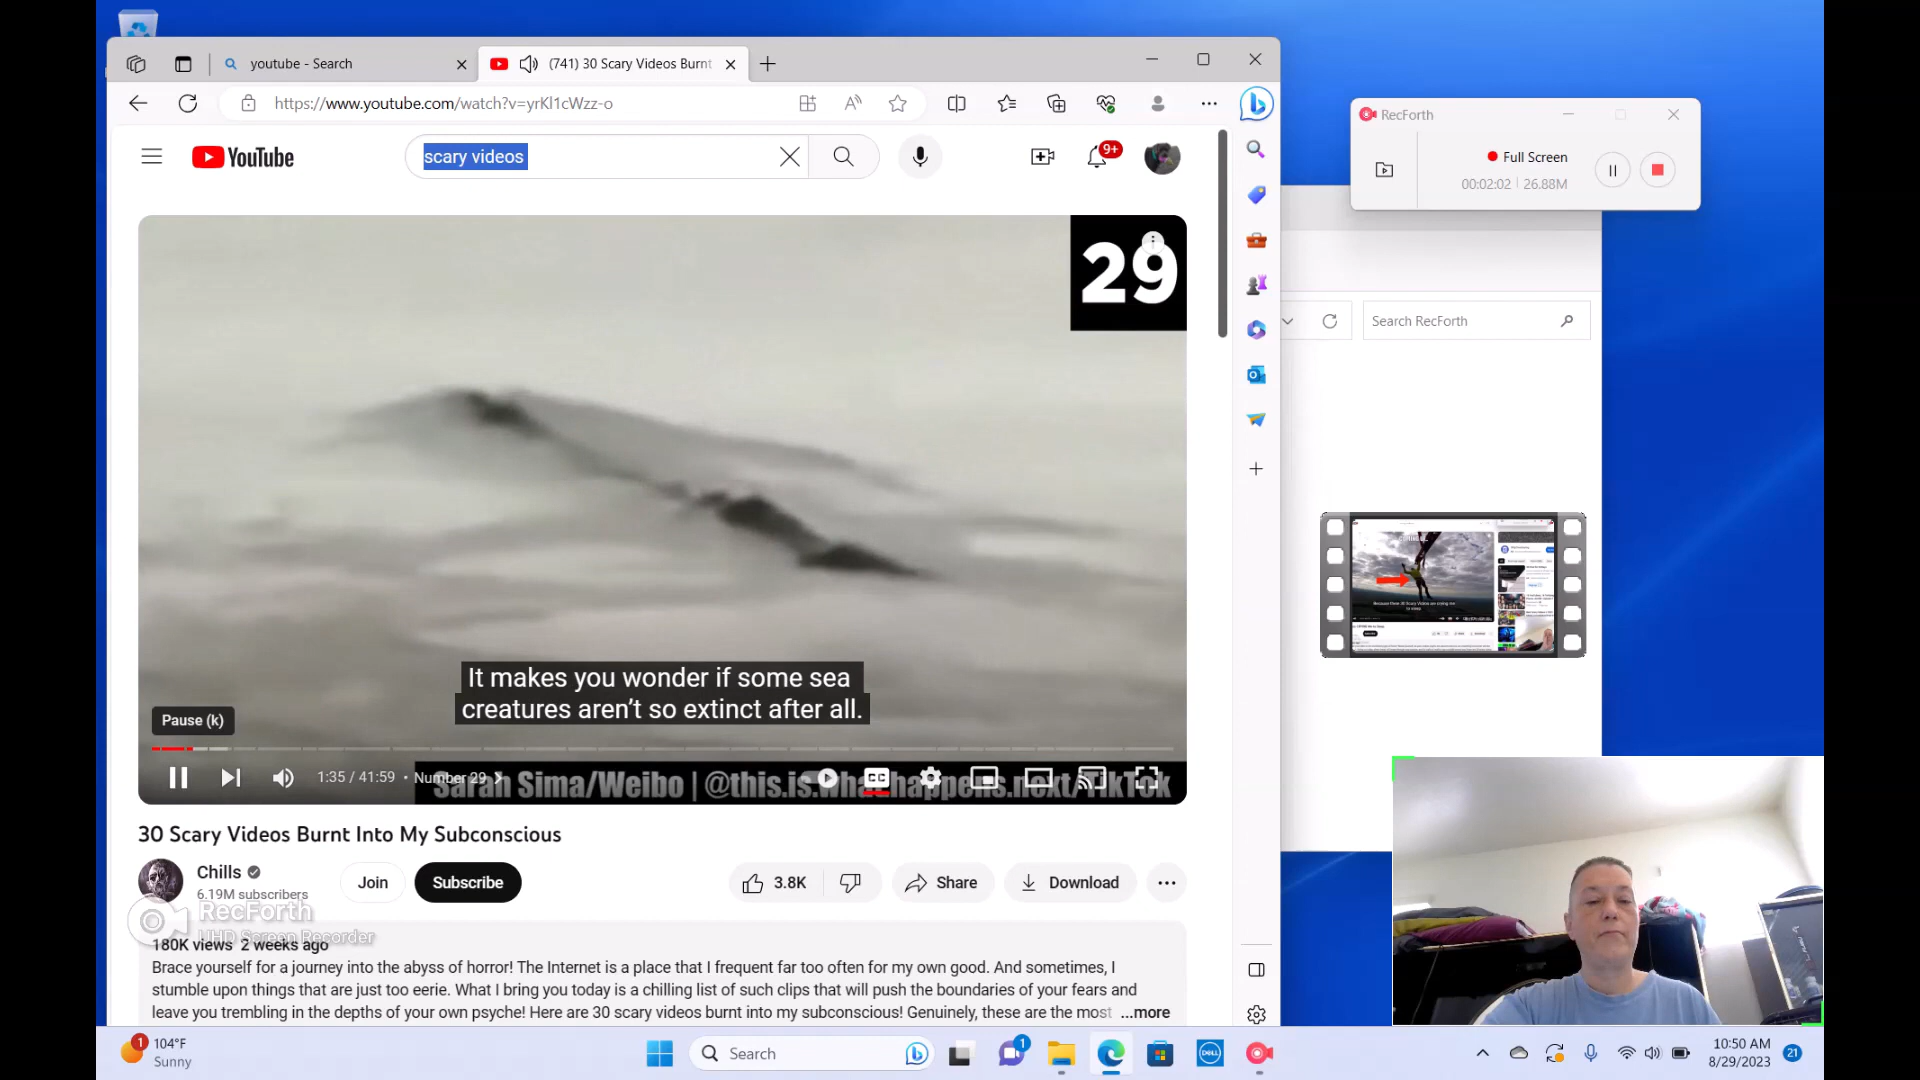 youtube - Search
(741) 30 Scary Videos Burnt
https://www.youtube.com/watch?v=yrKl1cWzz-o
RecForth
Full Screen
00:02:02 | 26.88M
YouTube
scary videos
9+
29
Search RecForth
It makes you wonder if some sea
creatures aren't so extinct after all.
Pause (k)
1:35 / 41:59 • Number 29
CC
Sarah Sima/Weibo | @this.is.whathappens.next/TikTok
30 Scary Videos Burnt Into My Subconscious
Chills
6.19M subscribers
Join
Subscribe
3.8K
Share
Download
RecForth
UHD Screen Recorder
180K views 2 weeks ago
Brace yourself for a journey into the abyss of horror! The Internet is a place that I frequent far too often for my own good. And sometimes, I
stumble upon things that are just too eerie. What I bring you today is a chilling list of such clips that will push the boundaries of your fears and
leave you trembling in the depths of your own psyche! Here are 30 scary videos burnt into my subconscious! Genuinely, these are the most ...more
1
104°F
Sunny
Search
1
DELL
10:50 AM
8/29/2023
21